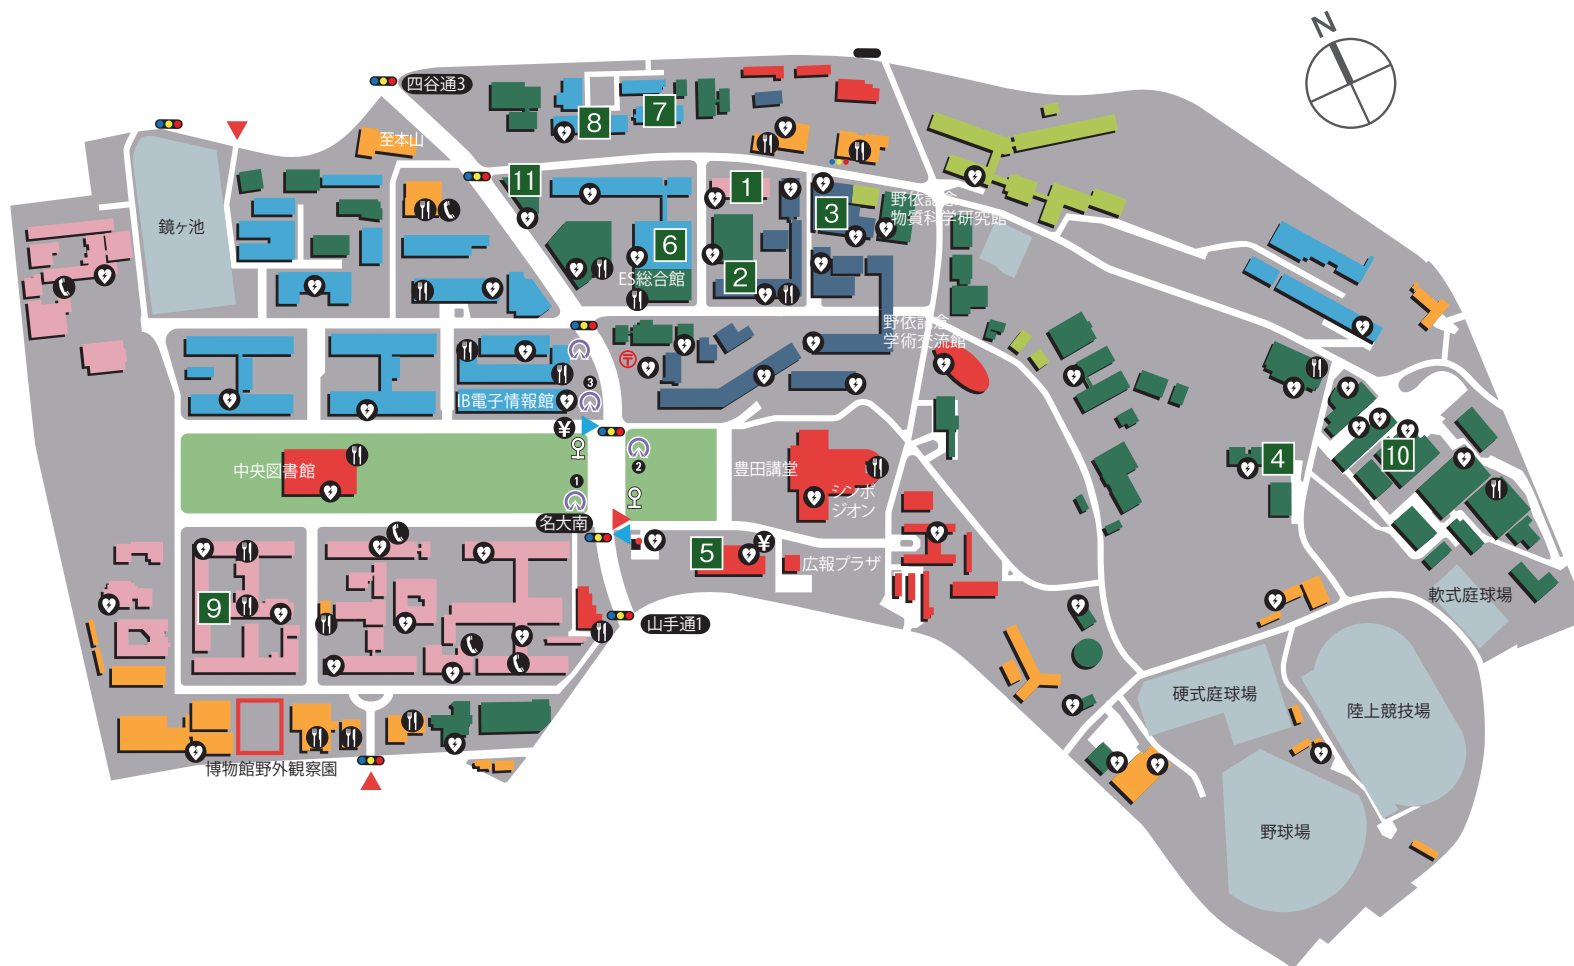 N
四谷通3
至本山
8
7
11
1
3
野依記念
物質科学研究館
鏡ヶ池
6
2
ES総合館
野依記念
学術交流館
〒
3
IB電子情報館
¥
中央図書館
2
1
豊田講堂
シンポ
ジオン
4
10
名大南
5
¥
広報プラザ
9
山手通1
軟式庭球場
硬式庭球場
陸上競技場
博物館野外観察園
野球場